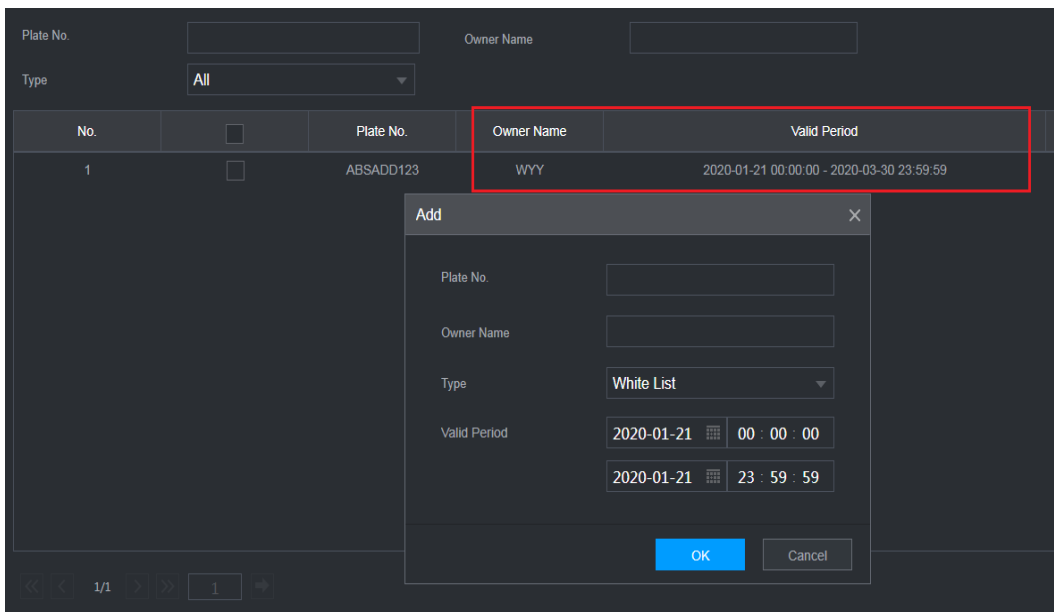 Plate No. Owner Name
Type All
No. Plate No. Owner Name Valid Period
1 ABSADD123 WYY 2020-01-21 00:00:00 - 2020-03-30 23:59:59
Add
Plate No.
Owner Name
Type White List
Valid Period 2020-01-21 00 : 00 : 00
2020-01-21 23 : 59 : 59
OK Cancel
1/1 1